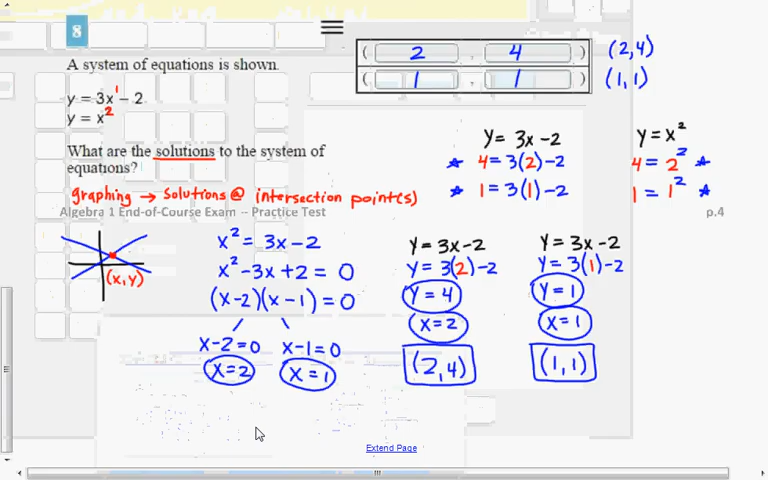 8
( 2 , 4 ) (2,4)
( 1 , 1 ) (1,1)
A system of equations is shown.
y = 3x¹ – 2
y = x²
What are the solutions to the system of
equations?
graphing → solutions @ intersection point(s)
y = 3x – 2
★ 4 = 3(2) – 2
★ 1 = 3(1) – 2
y = x²
4 = 2² ★
1 = 1² ★
Algebra 1 End-of-Course Exam -- Practice Test
p.4
(x,y)
x² = 3x – 2
x² – 3x + 2 = 0
(x–2)(x–1) = 0
x–2=0 x–1=0
x=2 x=1
y = 3x – 2
y = 3(2) – 2
y = 4
x = 2
(2,4)
y = 3x – 2
y = 3(1) – 2
y = 1
x = 1
(1,1)
Extend Page